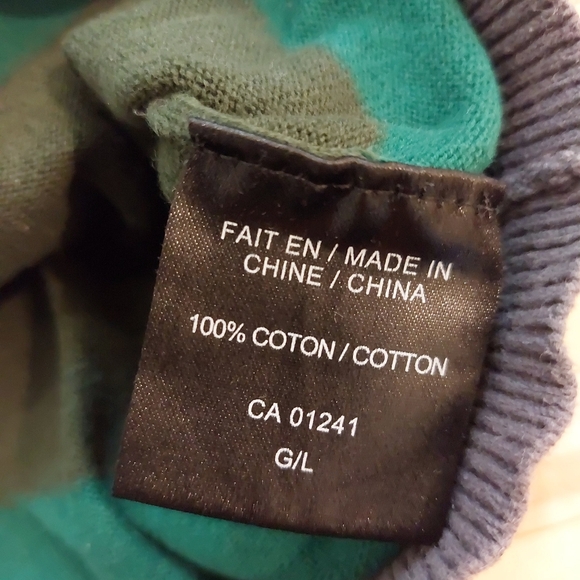 FAIT EN / MADE IN
CHINE / CHINA
100% COTON / COTTON
CA 01241
G/L